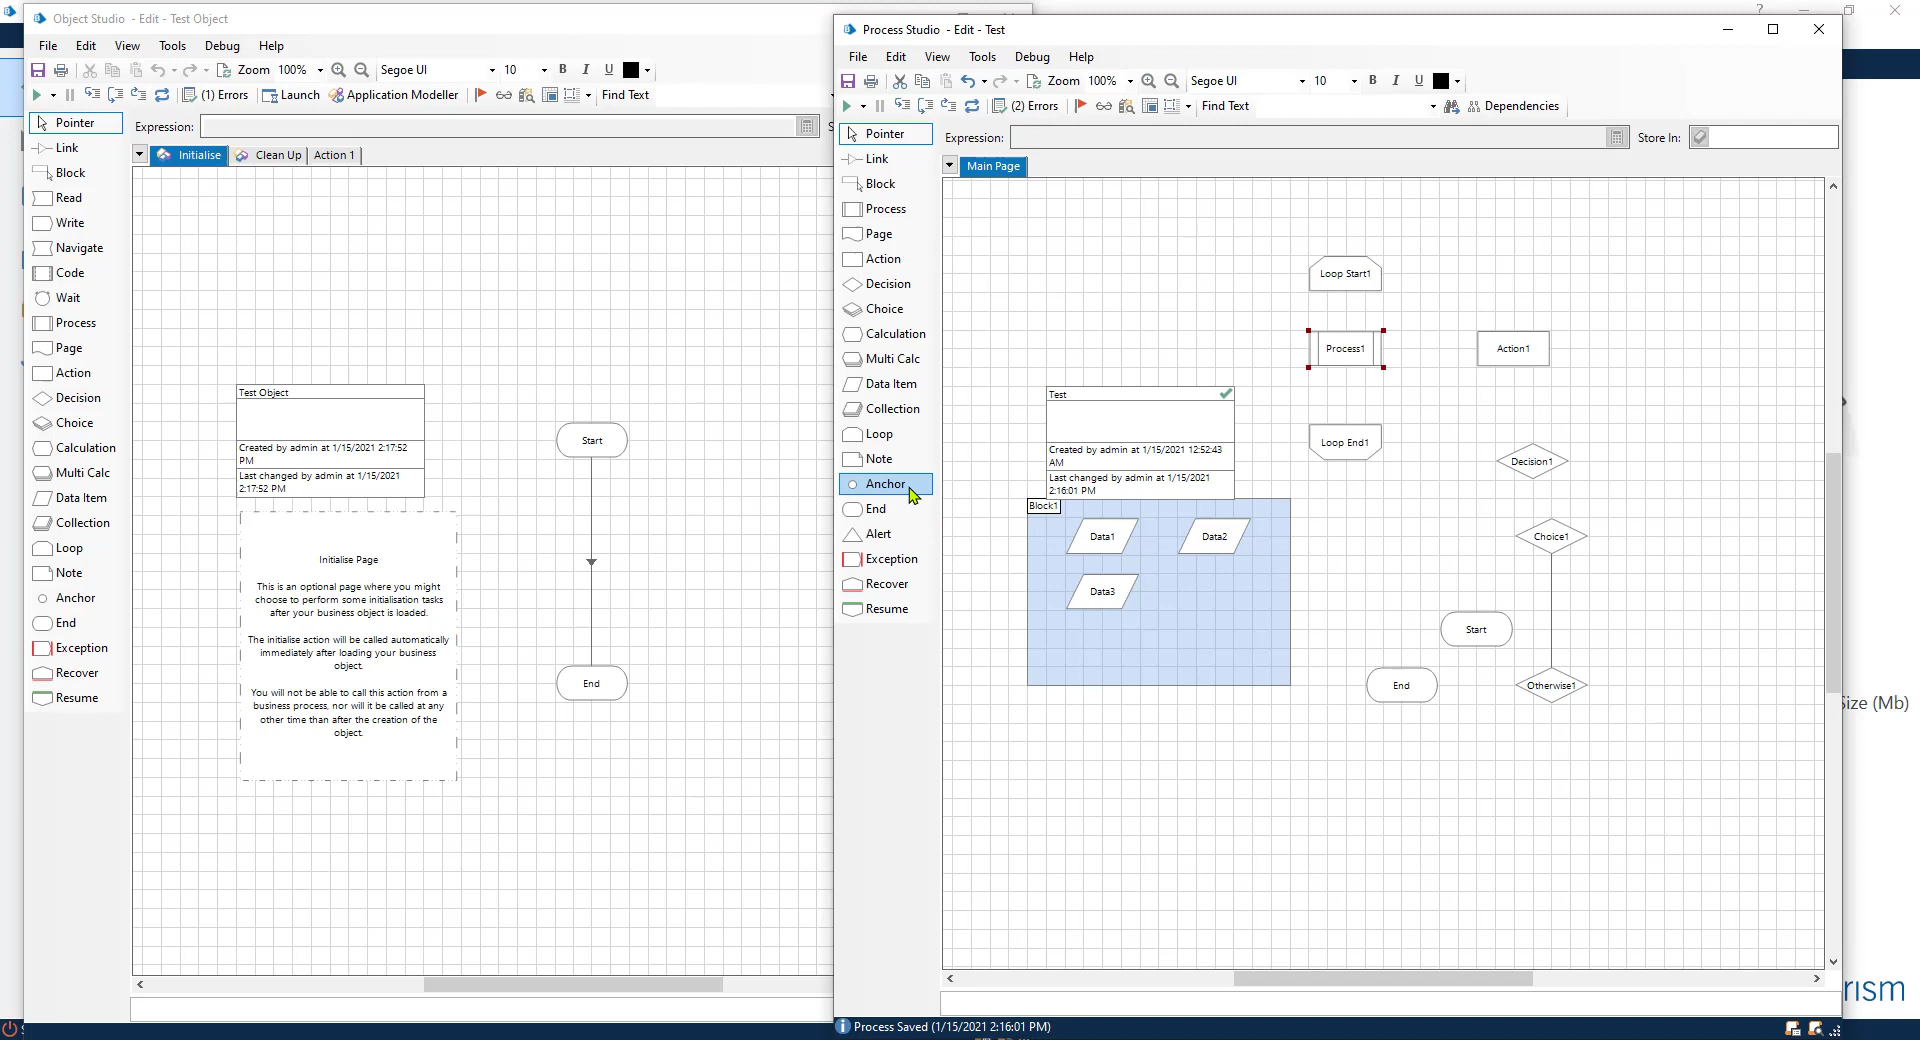 Object Studio - Edit - Test Object
File Edit View Tools Debug Help
Zoom 100% Segoe UI 10 B I U
(1) Errors Launch Application Modeller Find Text
Pointer
Link
Block
Read
Write
Navigate
Code
Wait
Process
Page
Action
Decision
Choice
Calculation
Multi Calc
Data Item
Collection
Loop
Note
Anchor
End
Exception
Recover
Resume
Expression:
Initialise Clean Up Action 1
Test Object
Created by admin at 1/15/2021 2:17:52
PM
Last changed by admin at 1/15/2021
2:17:52 PM
Initialise Page
This is an optional page where you might
choose to perform some initialisation tasks
after your business object is loaded.
The initialise action will be called automatically
immediately after loading your business
object.
You will not be able to call this action from a
business process, nor will it be called at any
other time than after the creation of the
object.
Start
End
Process Studio - Edit - Test
File Edit View Tools Debug Help
Zoom 100% Segoe UI 10 B I U
(2) Errors Find Text Dependencies
Pointer
Link
Block
Process
Page
Action
Decision
Choice
Calculation
Multi Calc
Data Item
Collection
Loop
Note
Anchor
End
Alert
Exception
Recover
Resume
Expression: Store In:
Main Page
Loop Start1
Process1 Action1
Test
Created by admin at 1/15/2021 12:52:43
AM
Last changed by admin at 1/15/2021
2:16:01 PM
Loop End1
Decision1
Block1
Data1 Data2
Choice1
Data3
Start
End
Otherwise1
Process Saved (1/15/2021 2:16:01 PM)
Size (Mb)
rism